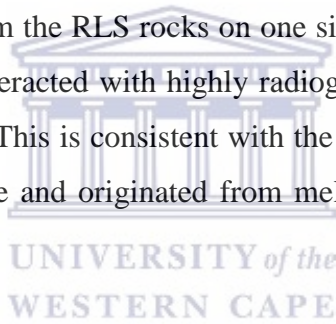 m the RLS rocks on one si
eracted with highly radiog
This is consistent with the
e and originated from mel
UNIVERSITY of the
WESTERN CAPE